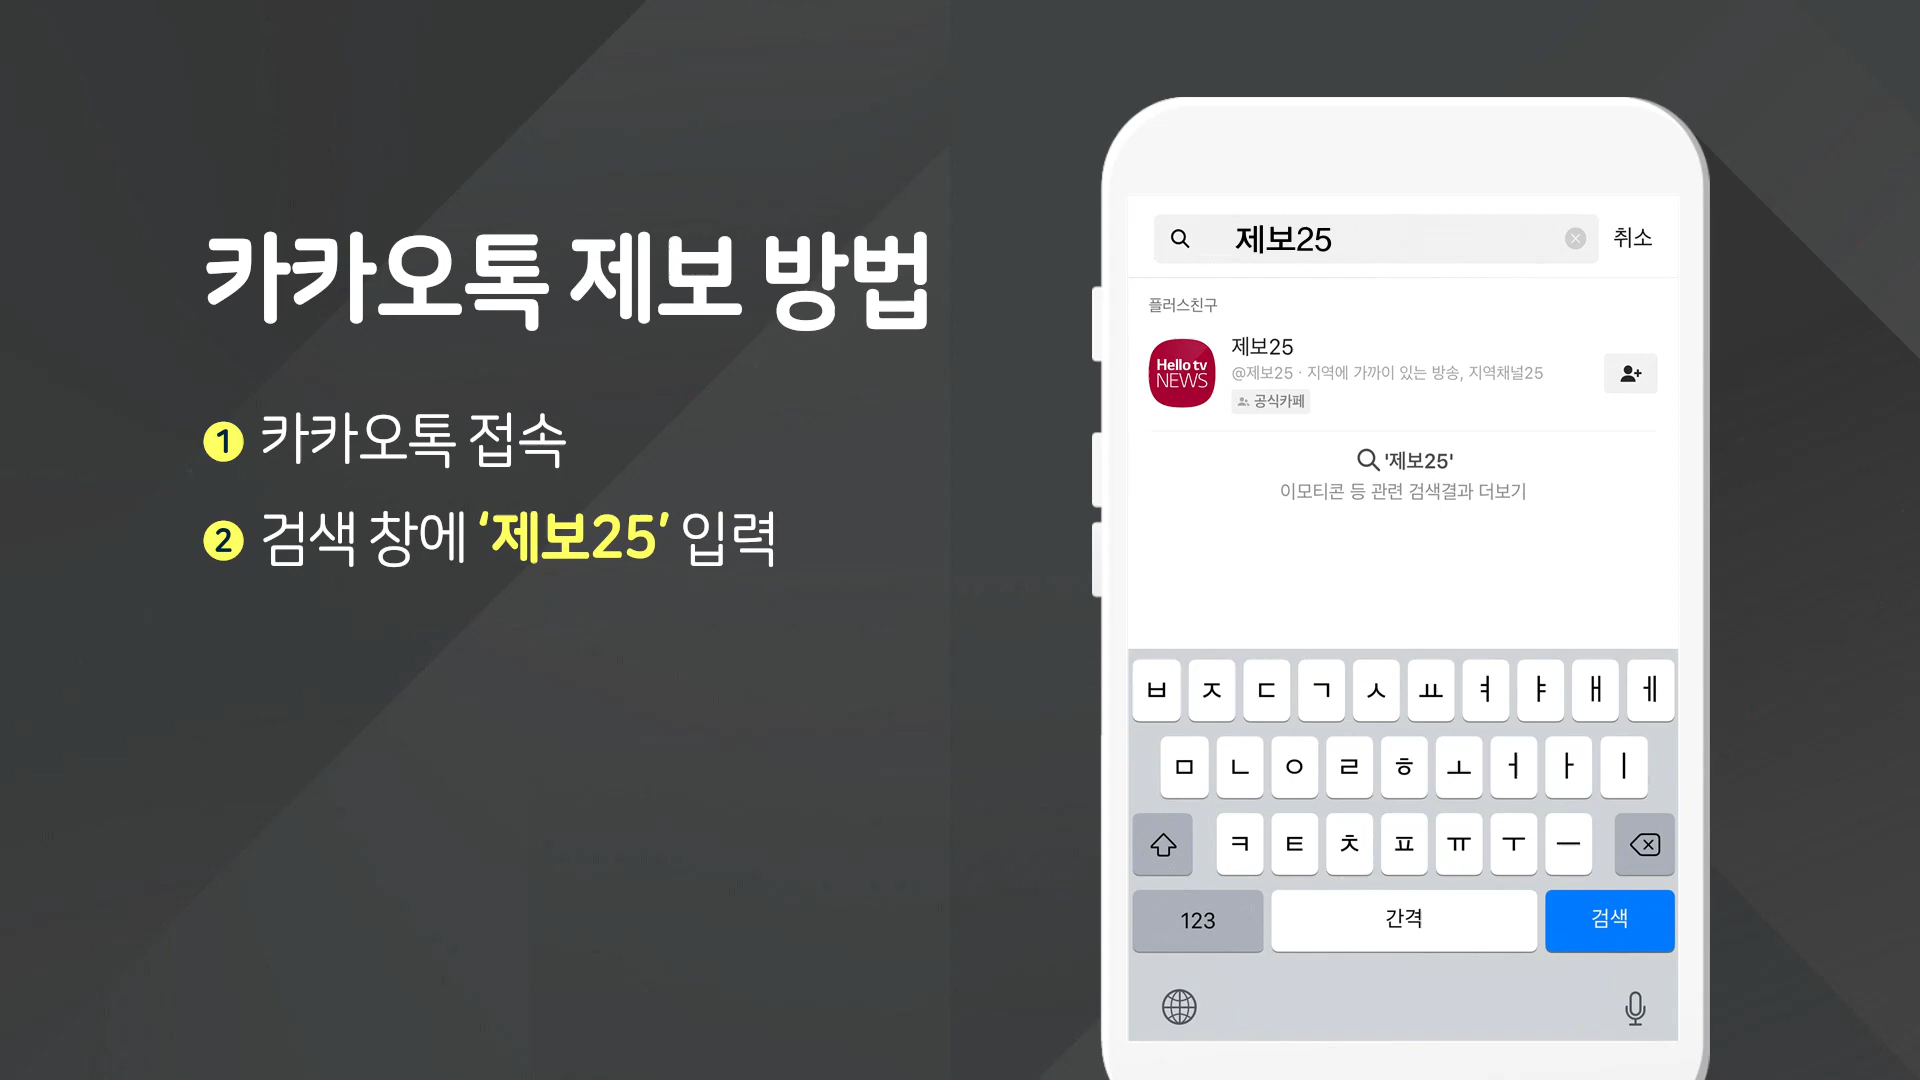 카카오톡 제보 방법
1 카카오톡 접속
2 검색 창에 ‘제보25’ 입력
제보25 취소
플러스친구
Hello tv
NEWS
제보25
@제보25 · 지역에 가까이 있는 방송, 지역채널25
공식카페
'제보25'
이모티콘 등 관련 검색결과 더보기
ㅂ ㅈ ㄷ ㄱ ㅅ ㅛ ㅕ ㅑ ㅐ ㅔ
ㅁ ㄴ ㅇ ㄹ ㅎ ㅗ ㅓ ㅏ ㅣ
ㅋ ㅌ ㅊ ㅍ ㅠ ㅜ ㅡ
123 간격 검색